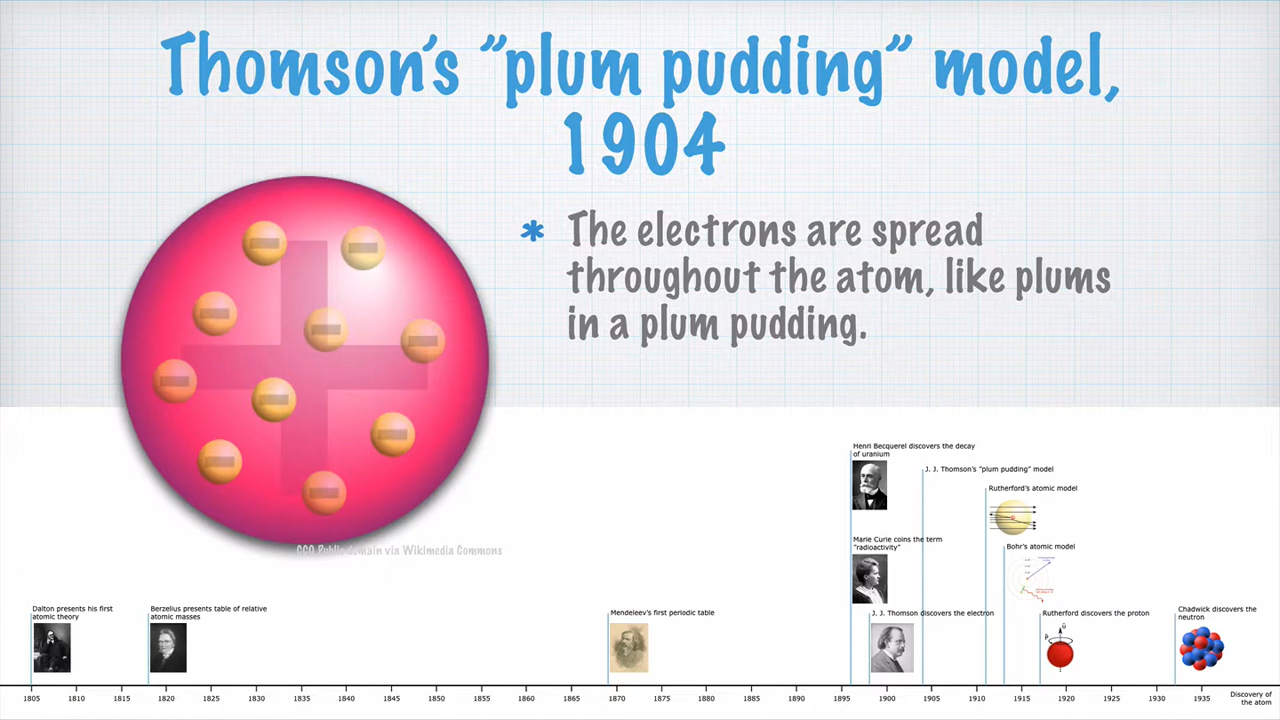 Thomson's "plum pudding" model,
1904
* The electrons are spread
throughout the atom, like plums
in a plum pudding.
CC0 Public domain via Wikimedia Commons
Henri Becquerel discovers the decay
of uranium
J. J. Thomson's "plum pudding" model
Rutherford's atomic model
Marie Curie coins the term
"radioactivity"
Bohr's atomic model
Dalton presents his first
atomic theory
Berzelius presents table of relative
atomic masses
Mendeleev's first periodic table
J. J. Thomson discovers the electron
Rutherford discovers the proton
Chadwick discovers the
neutron
1805 1810 1815 1820 1825 1830 1835 1840 1845 1850 1855 1860 1865 1870 1875 1880 1885 1890 1895 1900 1905 1910 1915 1920 1925 1930 1935
Discovery of
the atom